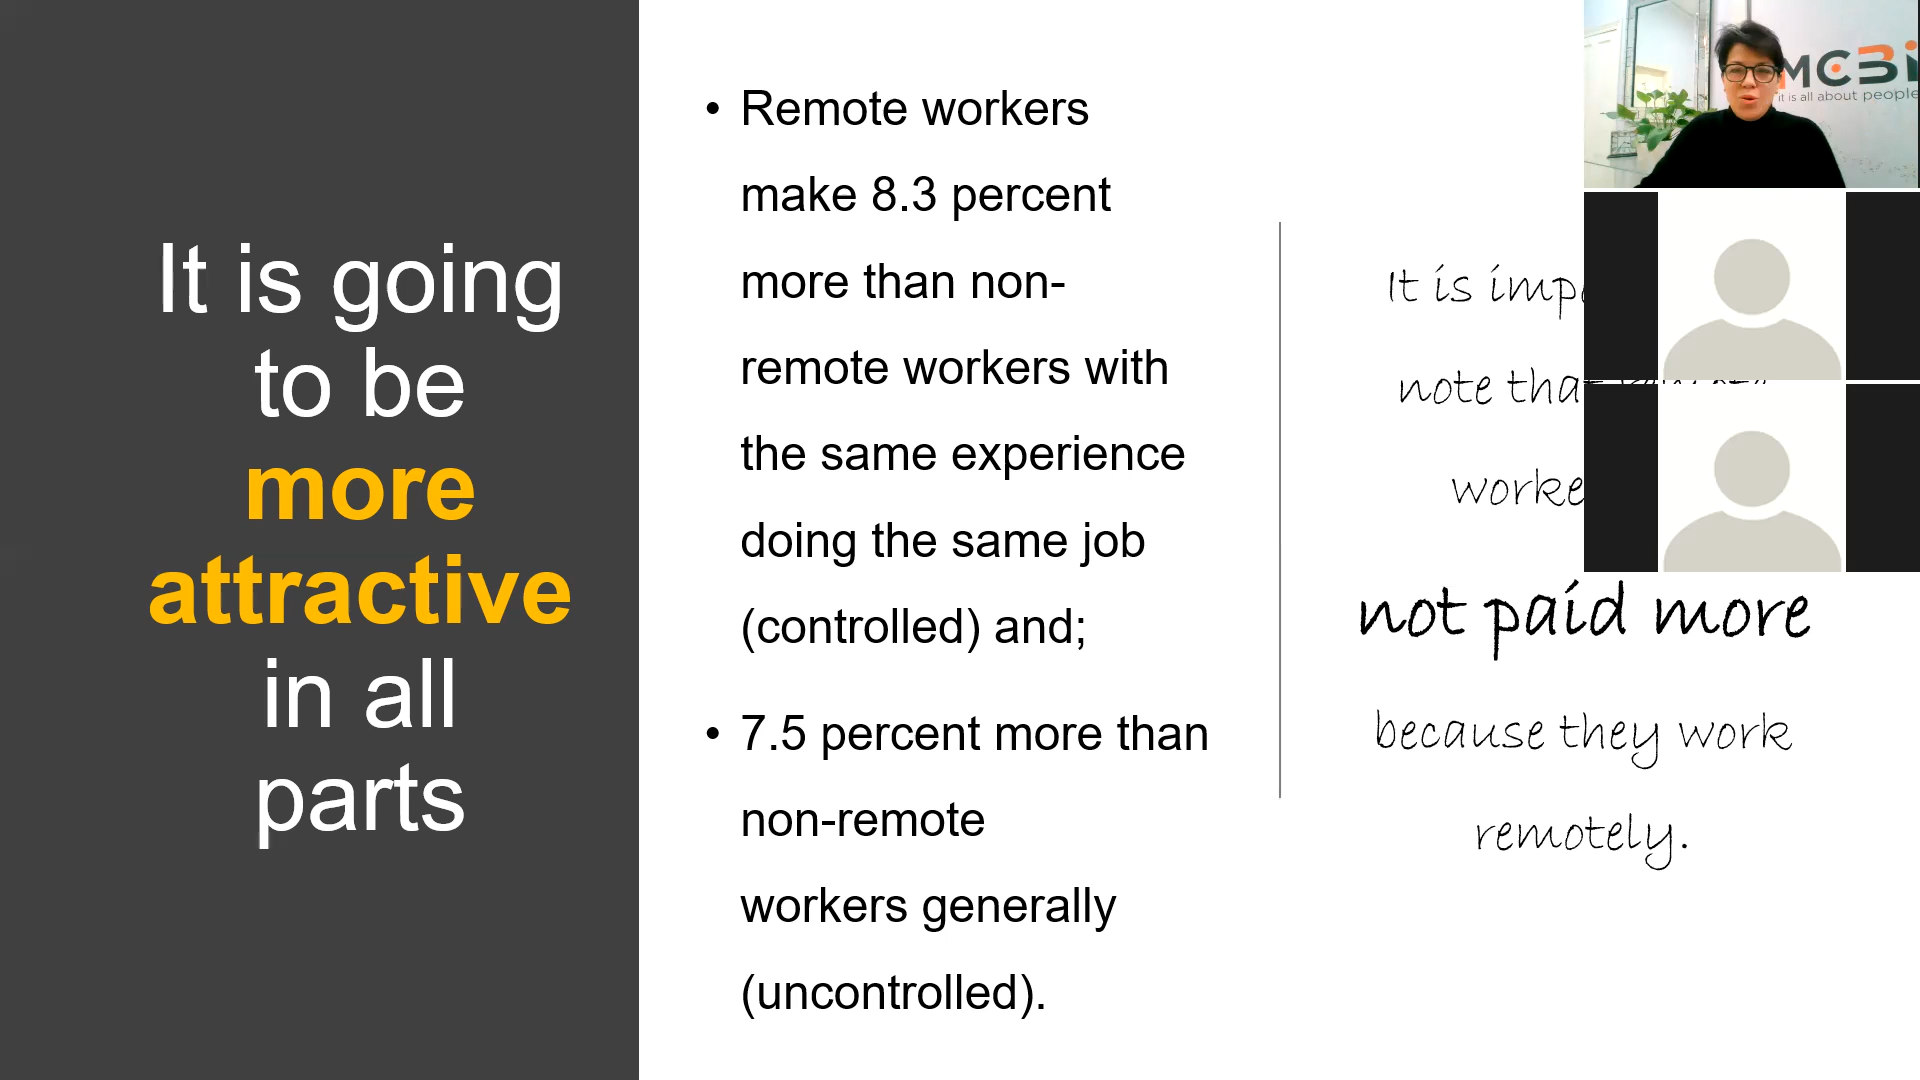 It is going
to be
more
attractive
in all
parts
• Remote workers
make 8.3 percent
more than non-
remote workers with
the same experience
doing the same job
(controlled) and;
• 7.5 percent more than
non-remote
workers generally
(uncontrolled).
It is
note
not paid more
because they work
remotely.
MCBi
it is all about people